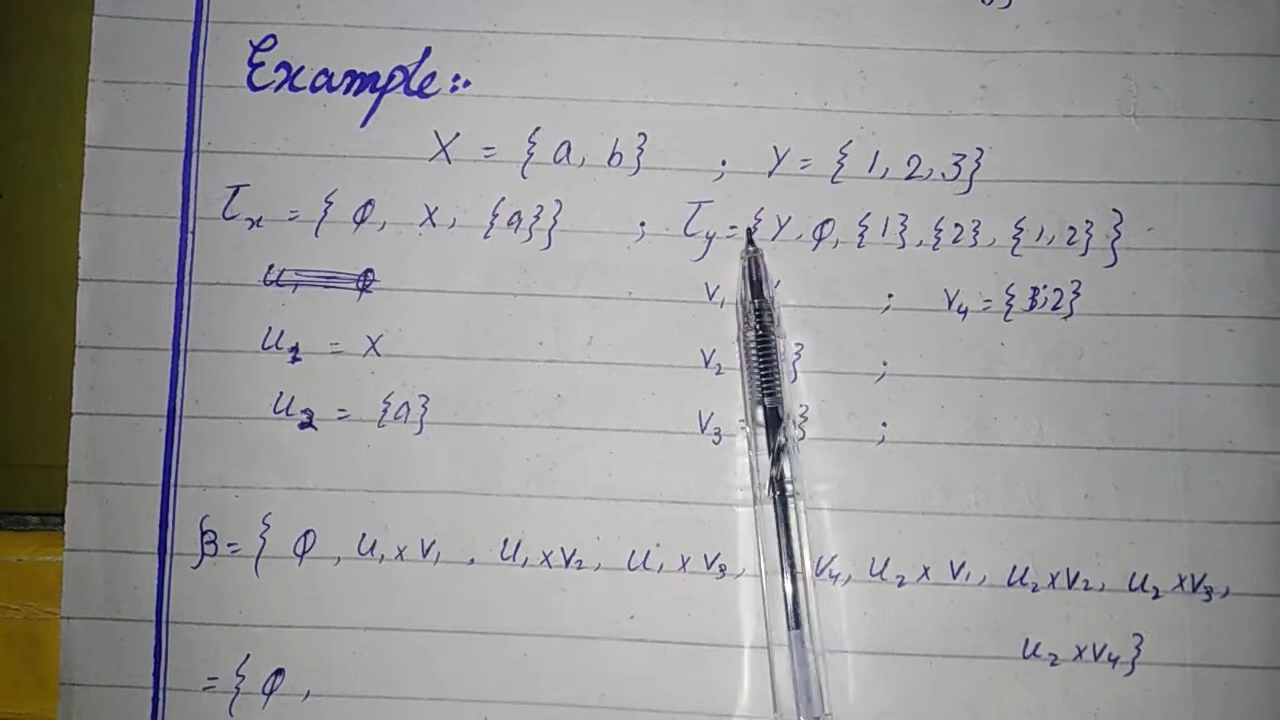 Example:
X = {a, b} ; Y = {1, 2, 3}
τx = {φ, X, {a}} ; τy = {Y, φ, {1}, {2}, {1, 2}}
V1 ; V4 = {1, 2}
U1 = X V2 } ;
U2 = {a} V3 = } ;
β = {φ, U1 x V1, U1 x V2, U1 x V3, V4, U2 x V1, U2 x V2, U2 x V3,
U2 x V4}
= {φ,